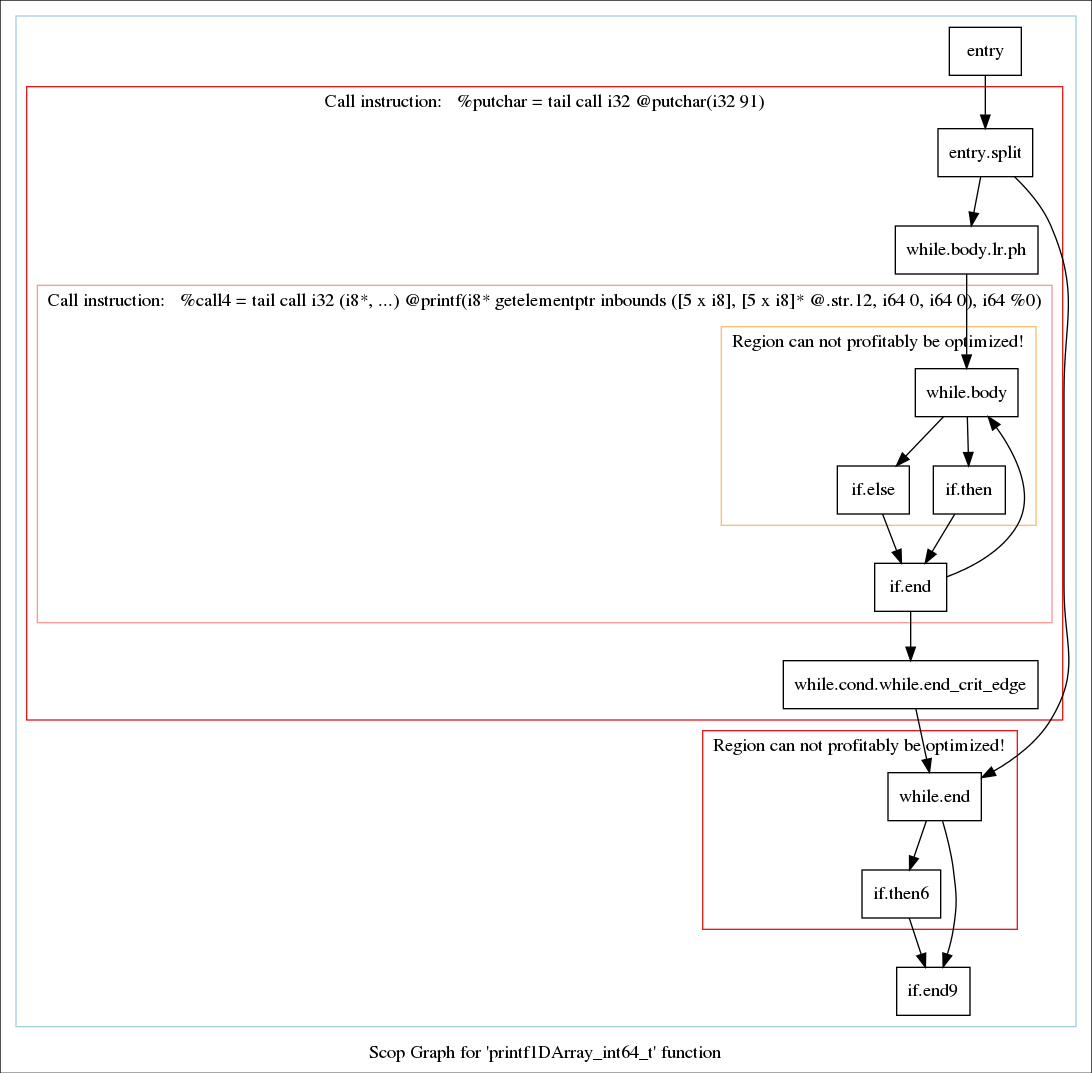 entry
Call instruction:   %putchar = tail call i32 @putchar(i32 91)
entry.split
while.body.lr.ph
Call instruction:   %call4 = tail call i32 (i8*, ...) @printf(i8* getelementptr inbounds ([5 x i8], [5 x i8]* @.str.12, i64 0, i64 0), i64 %0)
Region can not profitably be optimized!
while.body
if.else
if.then
if.end
while.cond.while.end_crit_edge
Region can not profitably be optimized!
while.end
if.then6
if.end9
Scop Graph for 'printf1DArray_int64_t' function